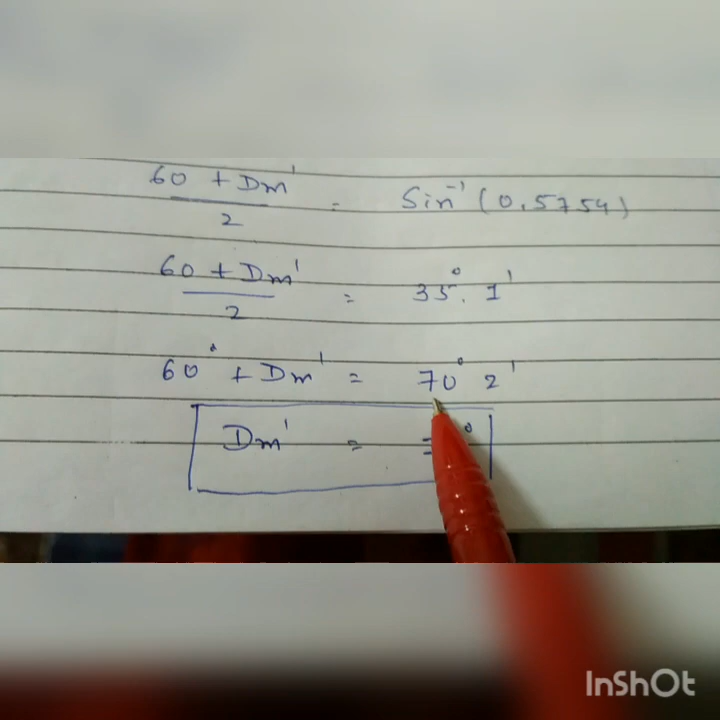 60 + Dm' / 2 = Sin⁻¹ (0.5754)
60 + Dm' / 2 = 35°. 1'
60° + Dm' = 70° 2'
Dm' = °
InShOt